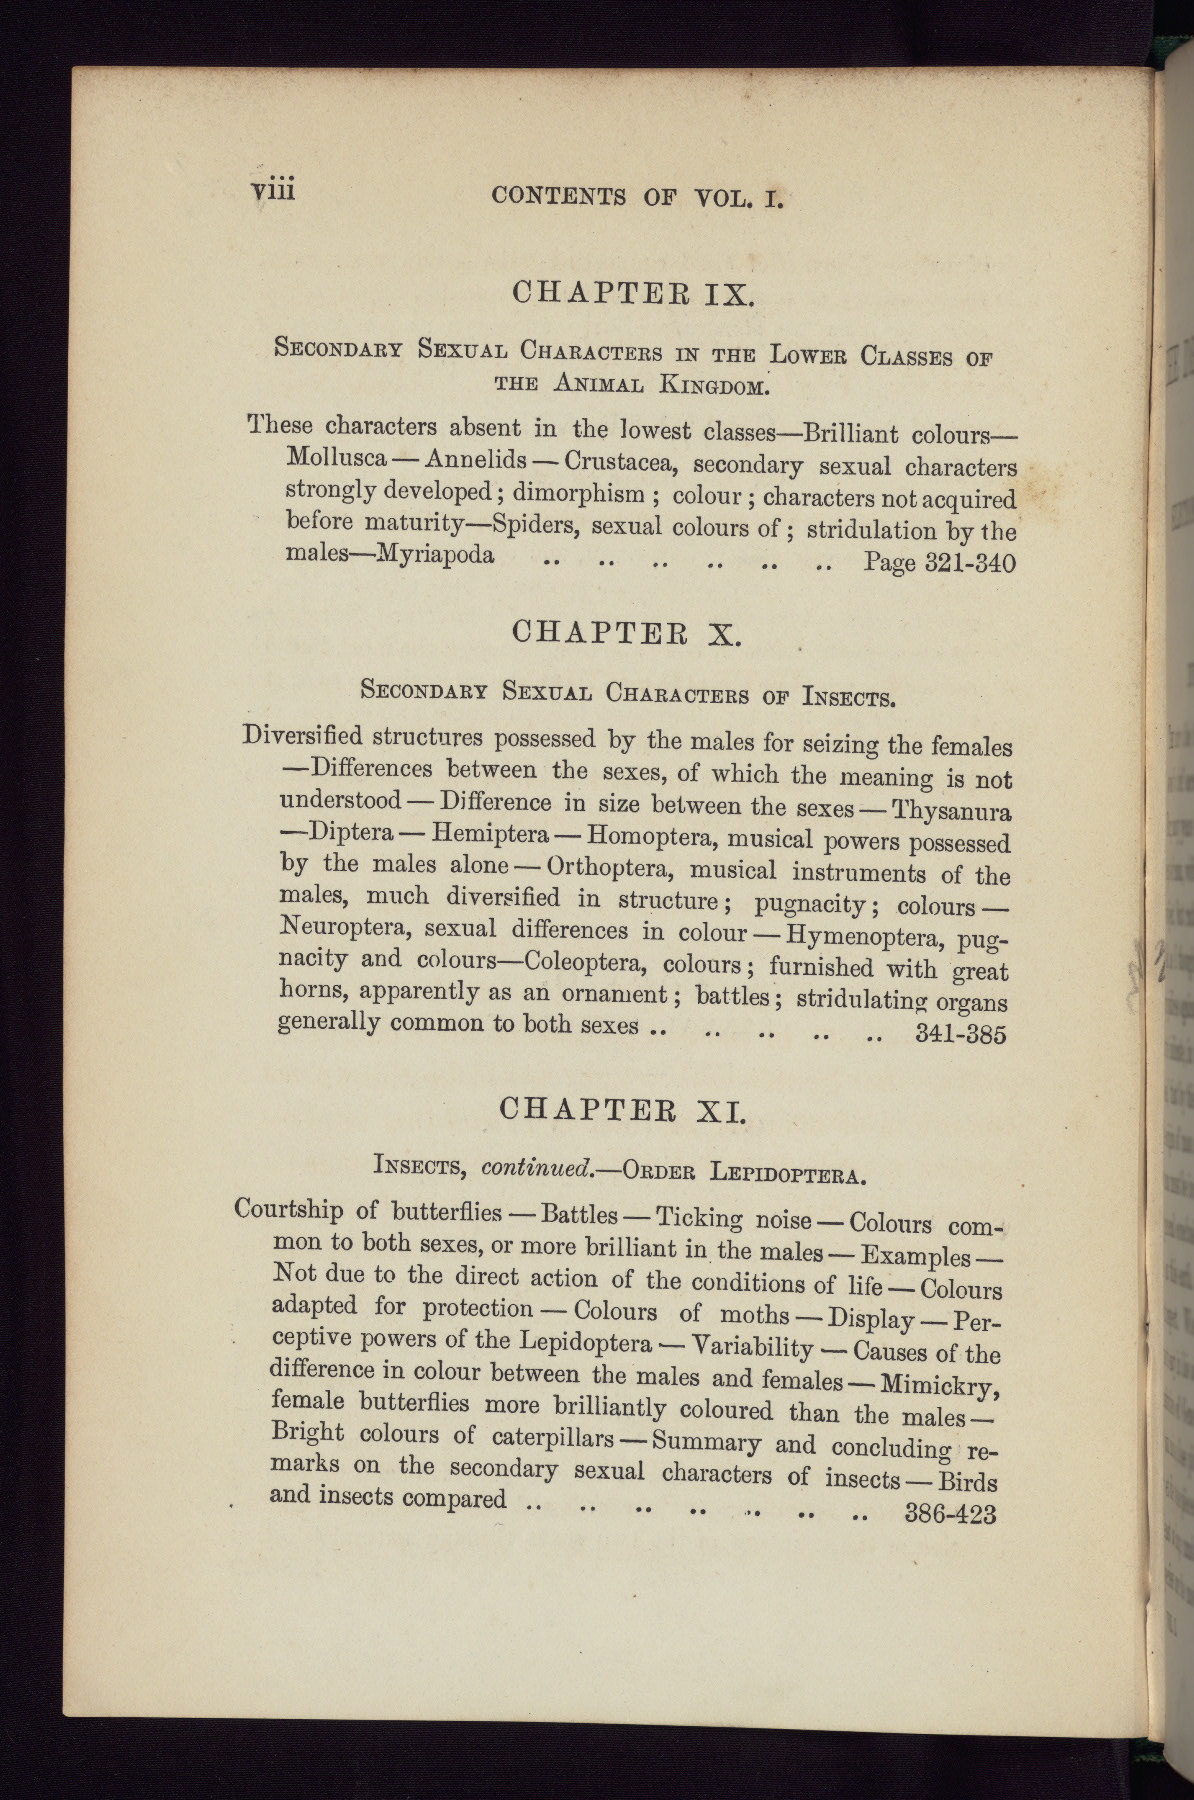 viii
CONTENTS OF VOL. I.
CHAPTER IX.
Secondary Sexual Characters in the Lower Classes of
the Animal Kingdom.
These characters absent in the lowest classes—Brilliant colours—
Mollusca — Annelids — Crustacea, secondary sexual characters
strongly developed; dimorphism; colour; characters not acquired
before maturity—Spiders, sexual colours of; stridulation by the
males—Myriapoda .. .. .. .. .. .. Page 321-340
CHAPTER X.
Secondary Sexual Characters of Insects.
Diversified structures possessed by the males for seizing the females
—Differences between the sexes, of which the meaning is not
understood — Difference in size between the sexes — Thysanura
—Diptera — Hemiptera — Homoptera, musical powers possessed
by the males alone — Orthoptera, musical instruments of the
males, much diversified in structure; pugnacity; colours —
Neuroptera, sexual differences in colour — Hymenoptera, pug-
nacity and colours—Coleoptera, colours; furnished with great
horns, apparently as an ornament; battles; stridulating organs
generally common to both sexes .. .. .. .. .. 341-385
CHAPTER XI.
Insects, continued.—Order Lepidoptera.
Courtship of butterflies — Battles — Ticking noise — Colours com-
mon to both sexes, or more brilliant in the males — Examples —
Not due to the direct action of the conditions of life — Colours
adapted for protection — Colours of moths — Display — Per-
ceptive powers of the Lepidoptera — Variability — Causes of the
difference in colour between the males and females — Mimickry,
female butterflies more brilliantly coloured than the males —
Bright colours of caterpillars — Summary and concluding re-
marks on the secondary sexual characters of insects — Birds
and insects compared .. .. .. .. .. .. .. 386-423